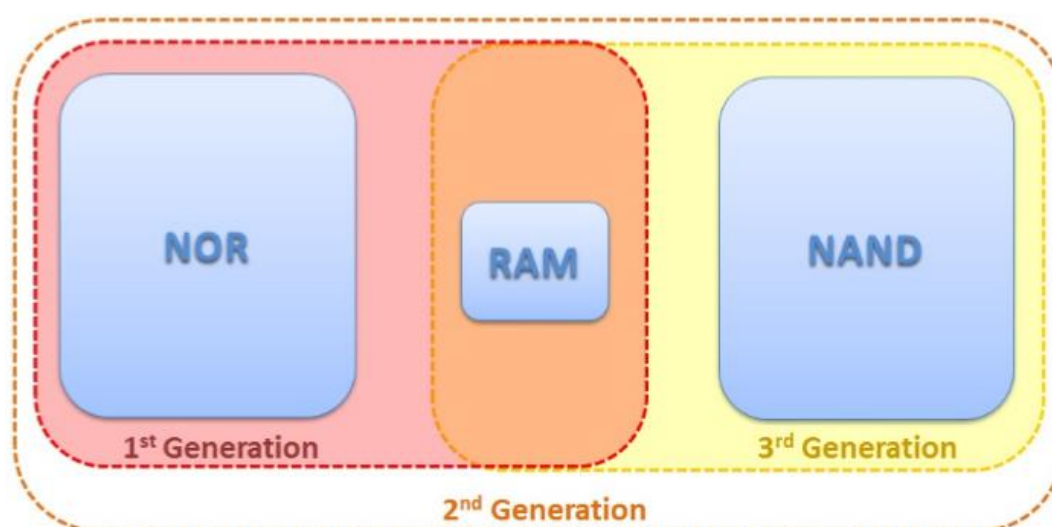 NOR
RAM
NAND
1st Generation
3rd Generation
2nd Generation